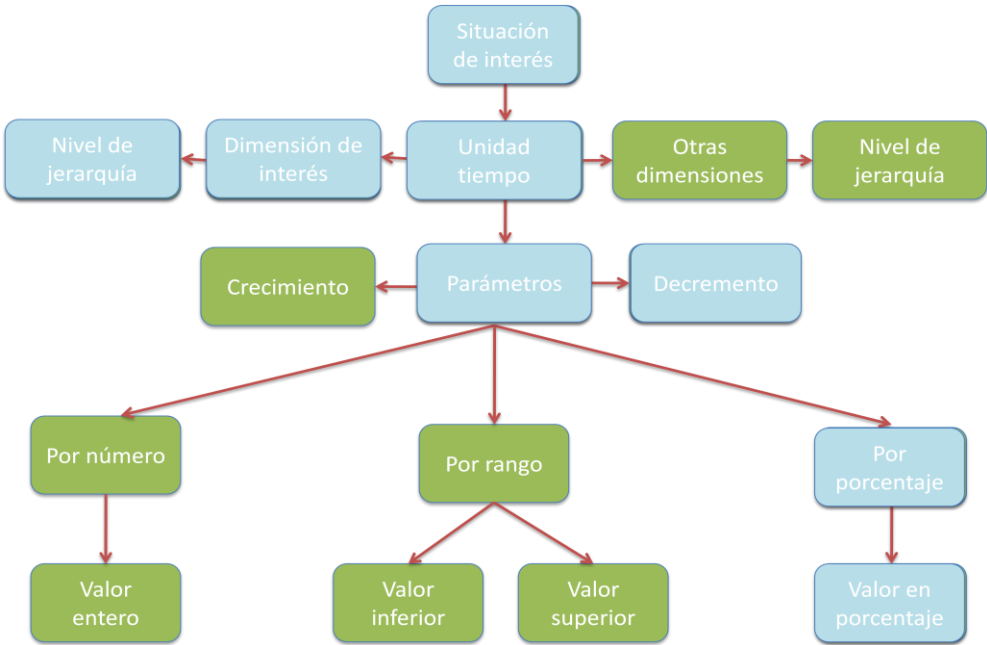 Situación
de interés
Nivel de
jerarquía
Dimensión de
interés
Unidad
tiempo
Otras
dimensiones
Nivel de
jerarquía
Crecimiento
Parámetros
Decremento
Por número
Por rango
Por
porcentaje
Valor
entero
Valor
inferior
Valor
superior
Valor en
porcentaje